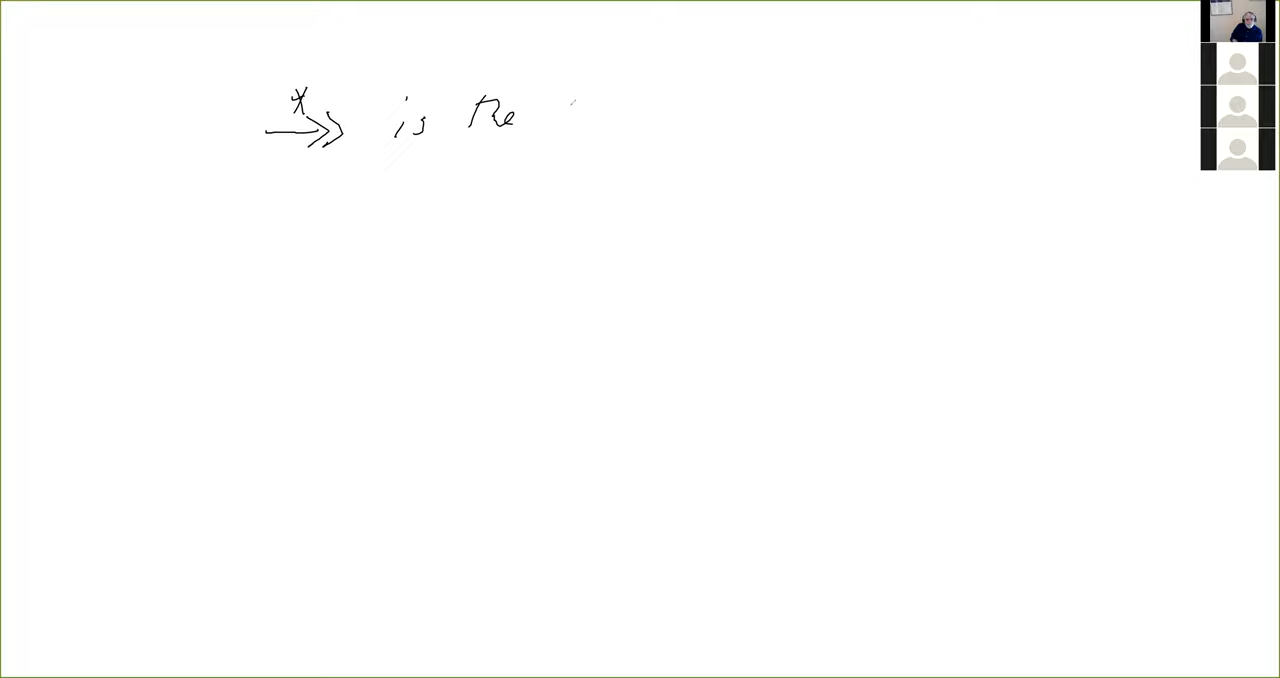 ↠* is the